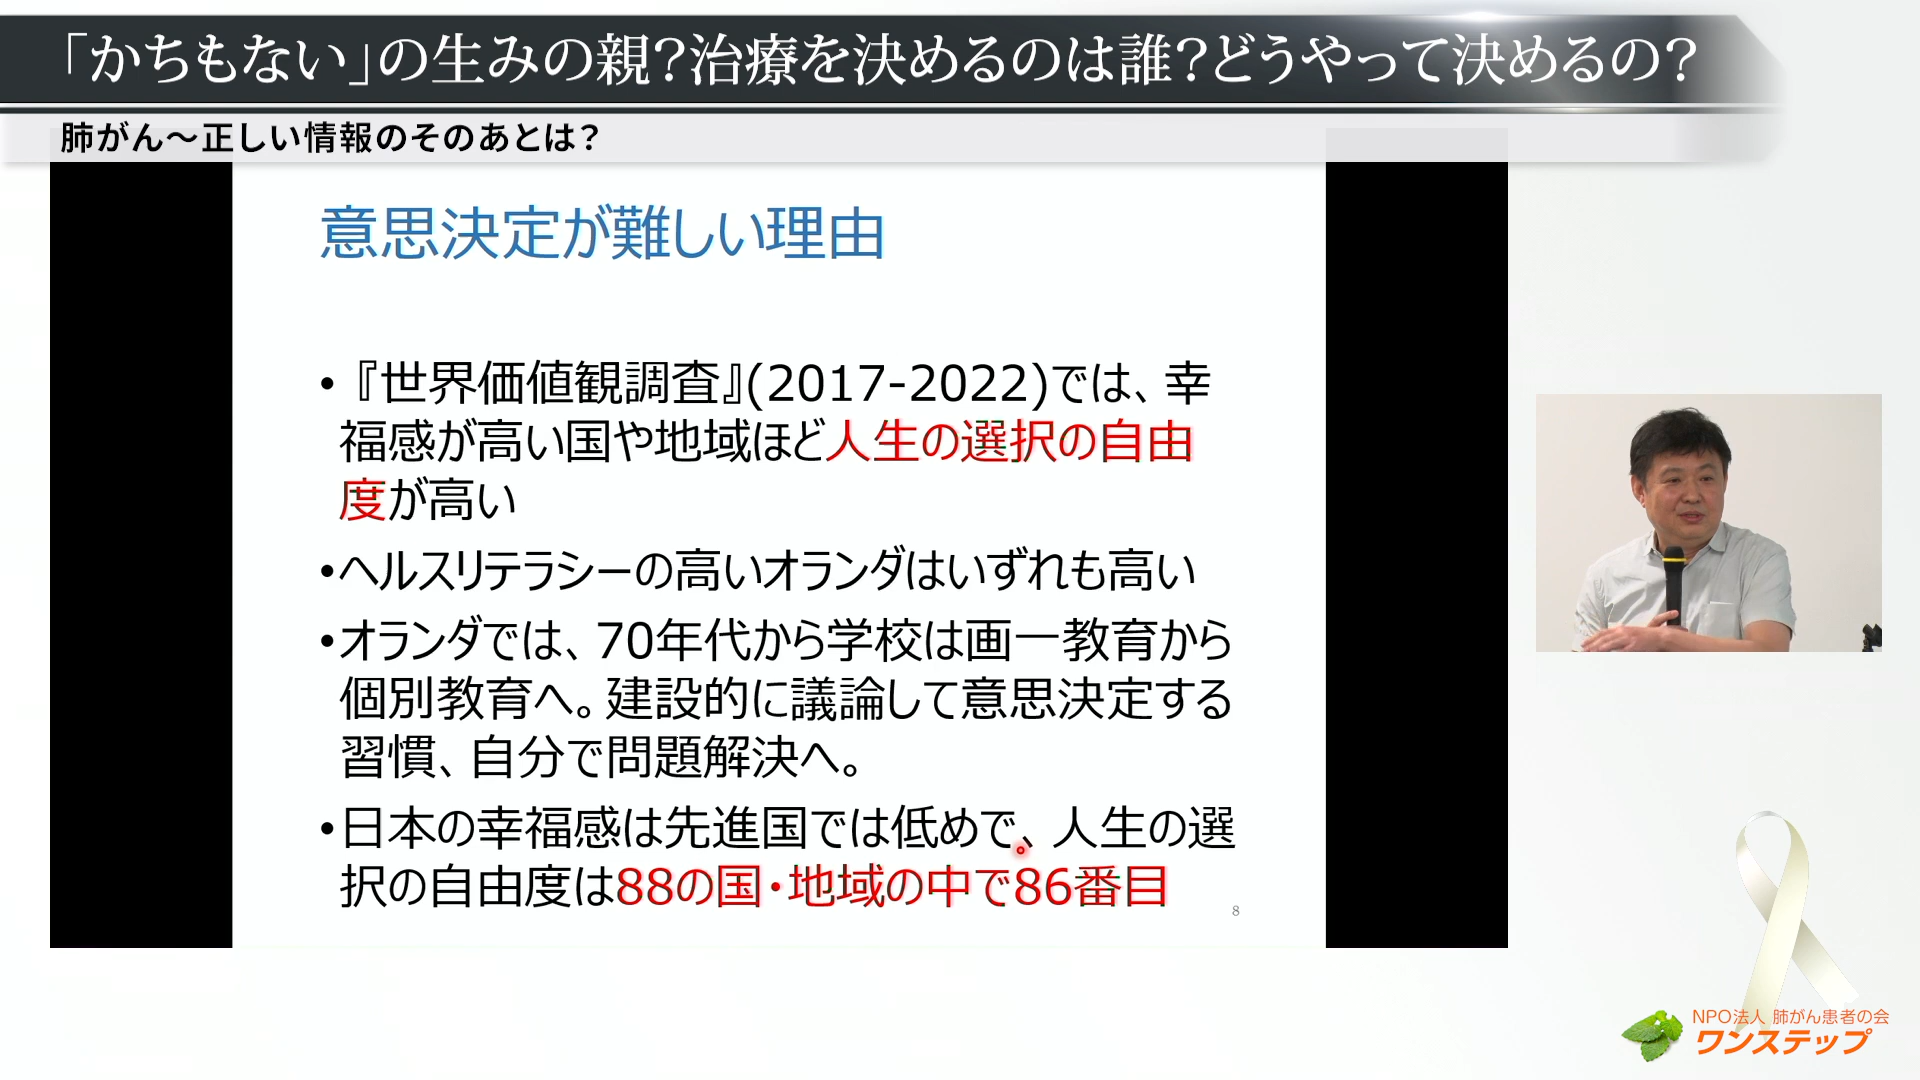 「かちもない」の生みの親?治療を決めるのは誰?どうやって決めるの?
肺がん～正しい情報のそのあとは?
意思決定が難しい理由
•『世界価値観調査』(2017-2022)では、幸
福感が高い国や地域ほど人生の選択の自由
度が高い
•ヘルスリテラシーの高いオランダはいずれも高い
•オランダでは、70年代から学校は画一教育から
個別教育へ。建設的に議論して意思決定する
習慣、自分で問題解決へ。
•日本の幸福感は先進国では低めで、人生の選
択の自由度は88の国・地域の中で86番目
8
NPO法人 肺がん患者の会
ワンステップ